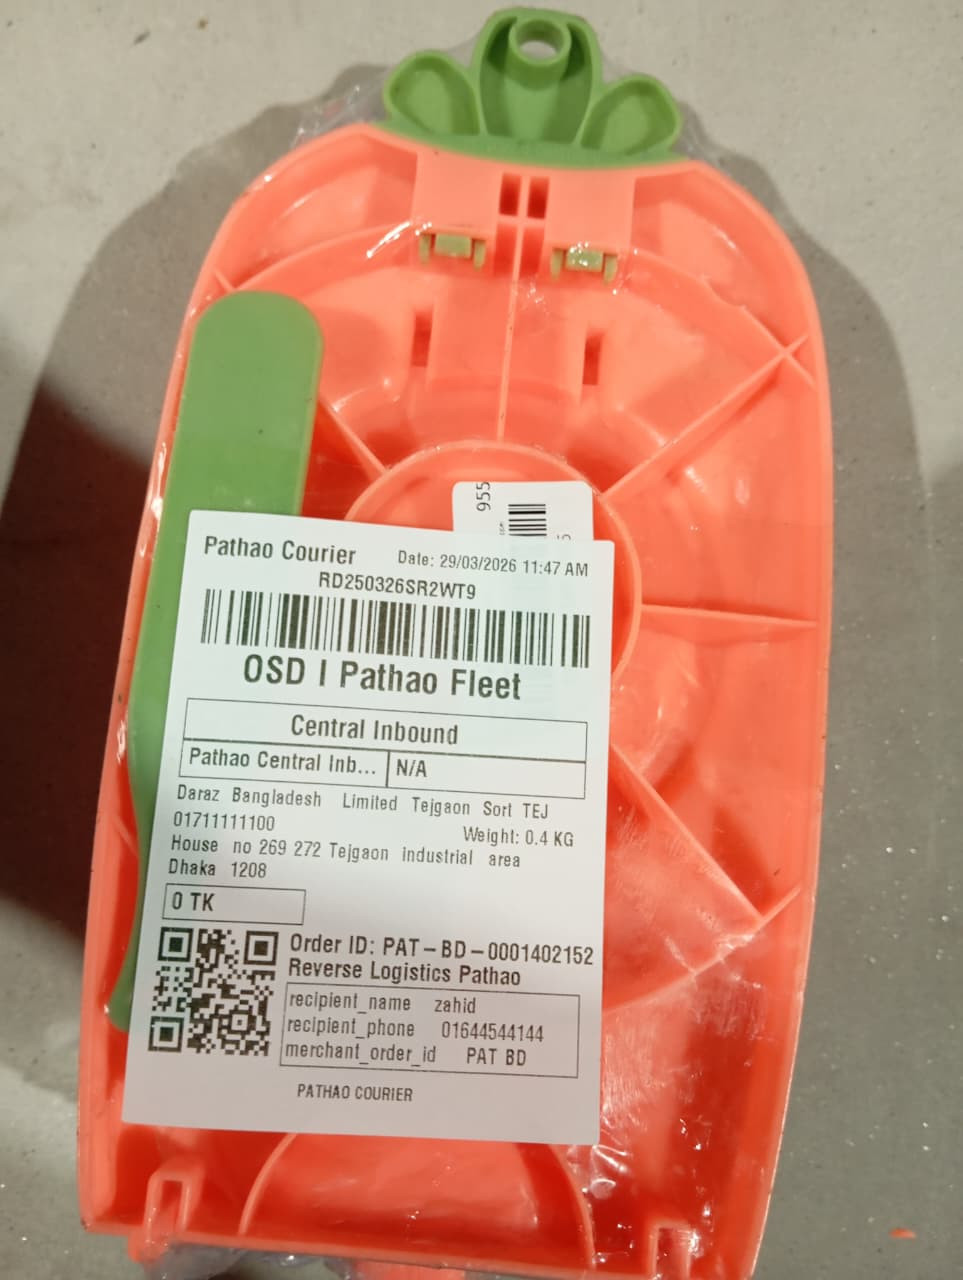 955
Pathao Courier Date: 29/03/2026 11:47 AM
RD250326SR2WT9
OSD I Pathao Fleet
Central Inbound
Pathao Central Inb... N/A
Daraz Bangladesh Limited Tejgaon Sort TEJ
01711111100 Weight: 0.4 KG
House no 269 272 Tejgaon industrial area
Dhaka 1208
0 TK
Order ID: PAT-BD-0001402152
Reverse Logistics Pathao
recipient_name zahid
recipient_phone 01644544144
merchant_order_id PAT BD
PATHAO COURIER